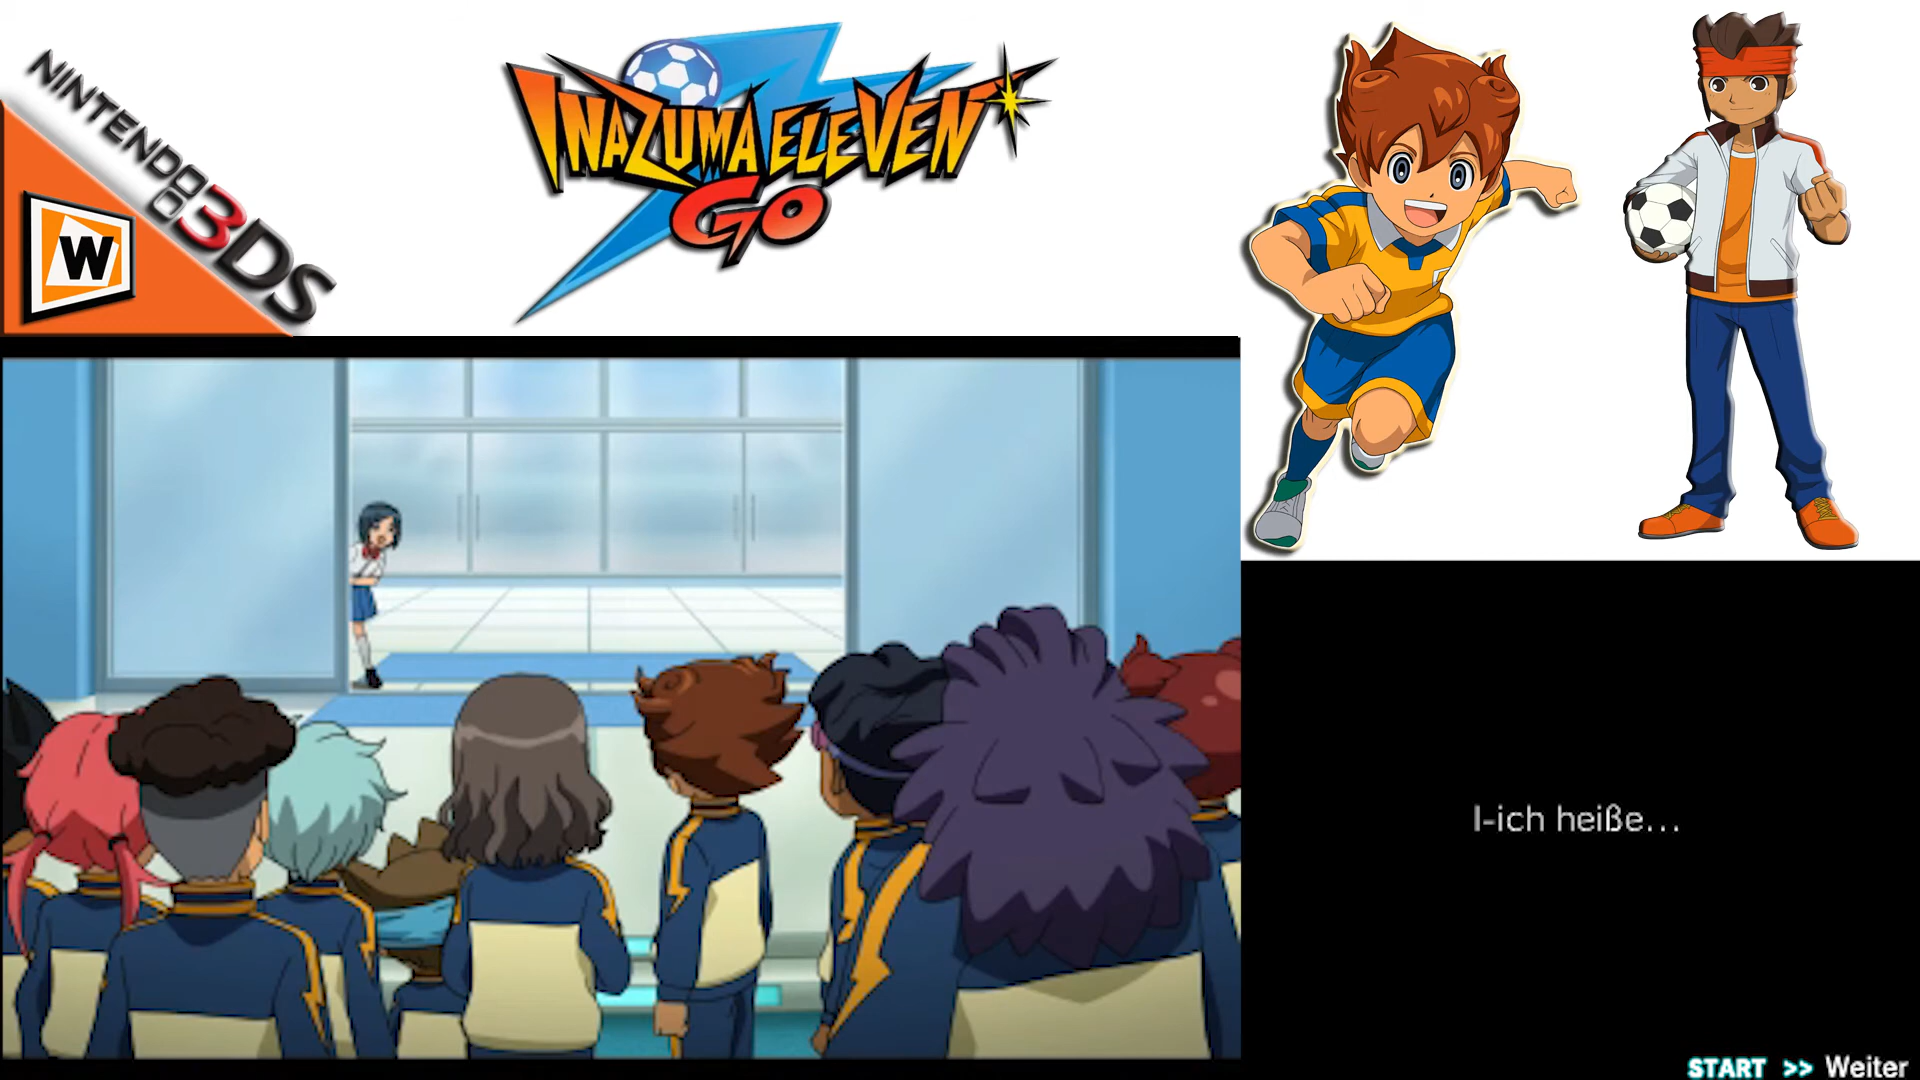 NINTENDO 3DS
W
INAZUMA ELEVEN
GO
I-ich heiße...
START >> Weiter